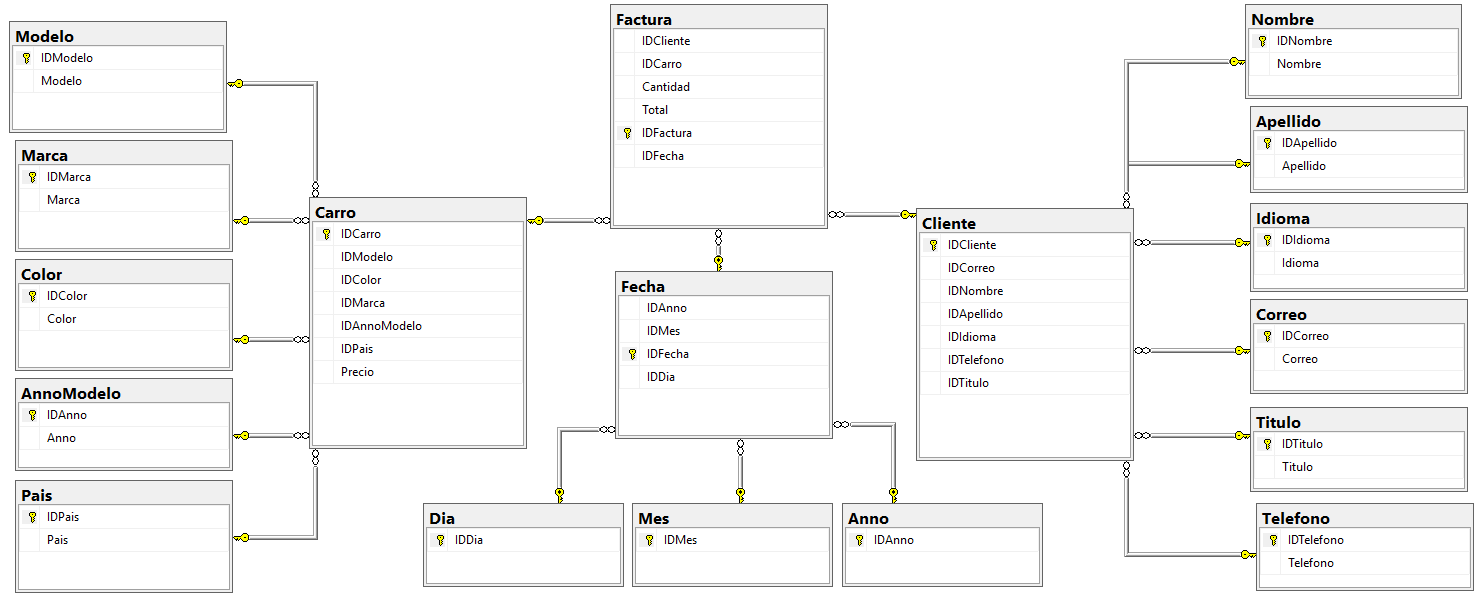 Modelo
IDModelo
Modelo
Marca
IDMarca
Marca
Color
IDColor
Color
AnnoModelo
IDAnno
Anno
Pais
IDPais
Pais
Carro
IDCarro
IDModelo
IDColor
IDMarca
IDAnnoModelo
IDPais
Precio
Factura
IDCliente
IDCarro
Cantidad
Total
IDFactura
IDFecha
Fecha
IDAnno
IDMes
IDFecha
IDDia
Dia
IDDia
Mes
IDMes
Anno
IDAnno
Cliente
IDCliente
IDCorreo
IDNombre
IDApellido
IDIdioma
IDTelefono
IDTitulo
Nombre
IDNombre
Nombre
Apellido
IDApellido
Apellido
Idioma
IDIdioma
Idioma
Correo
IDCorreo
Correo
Titulo
IDTitulo
Titulo
Telefono
IDTelefono
Telefono